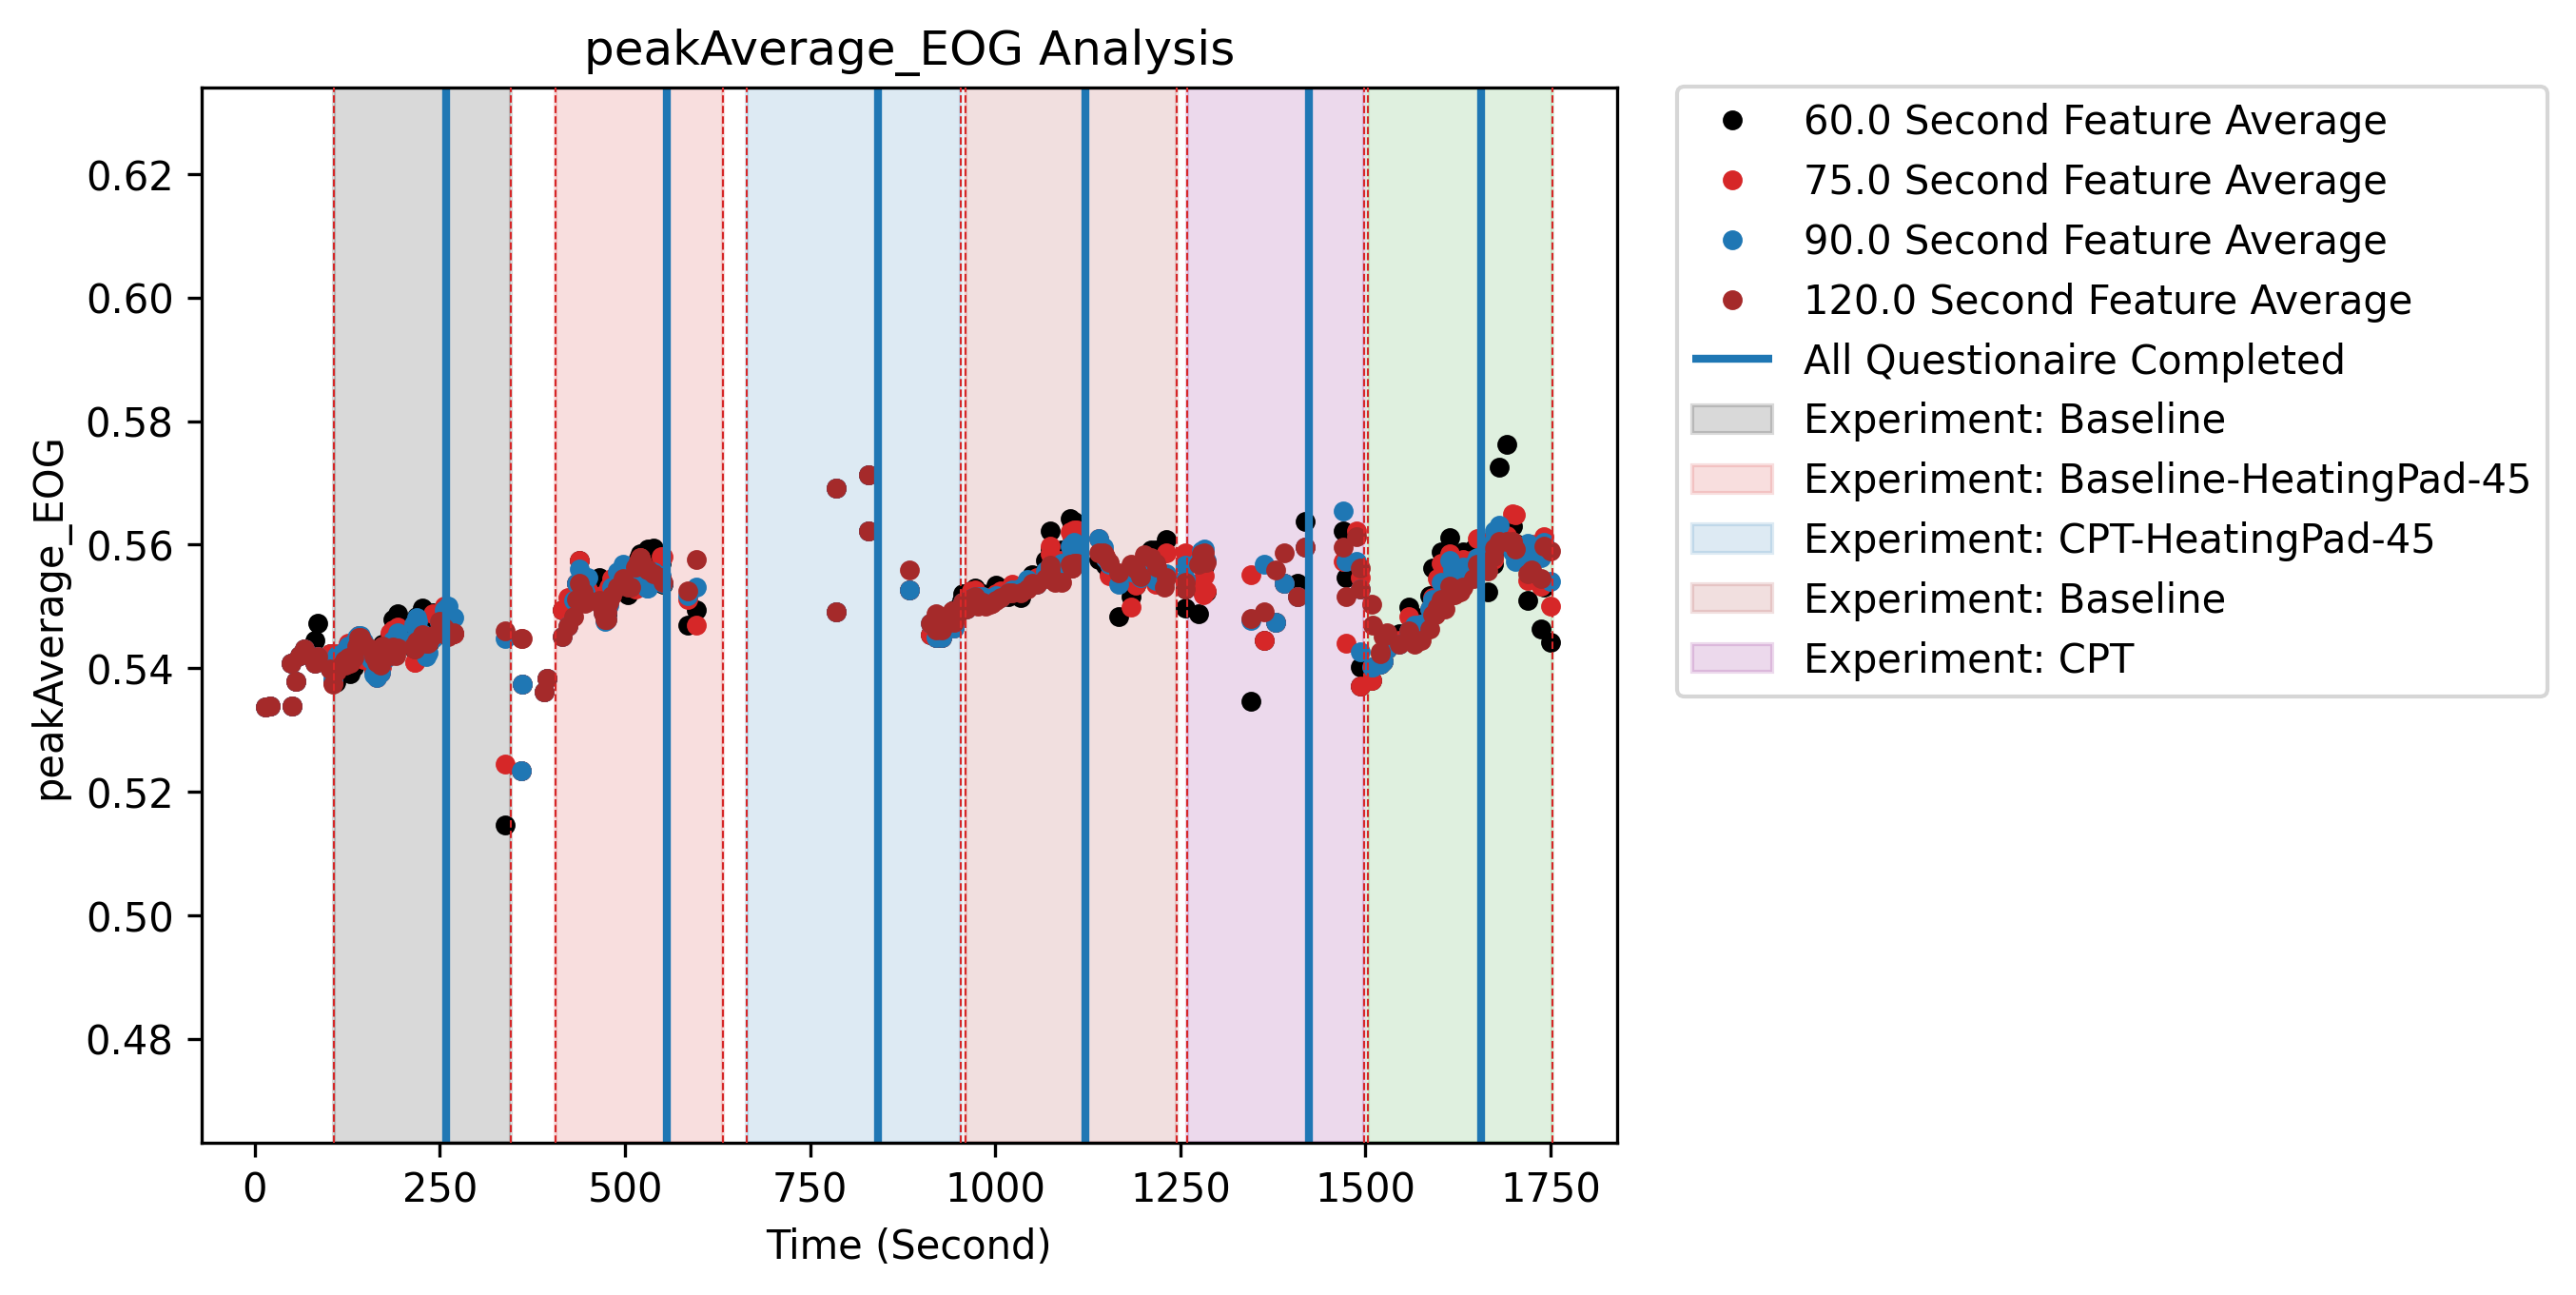 peakAverage_EOG Analysis
peakAverage_EOG
0.62
0.60
0.58
0.56
0.54
0.52
0.50
0.48
0 250 500 750 1000 1250 1500 1750
Time (Second)
60.0 Second Feature Average
75.0 Second Feature Average
90.0 Second Feature Average
120.0 Second Feature Average
All Questionaire Completed
Experiment: Baseline
Experiment: Baseline-HeatingPad-45
Experiment: CPT-HeatingPad-45
Experiment: Baseline
Experiment: CPT